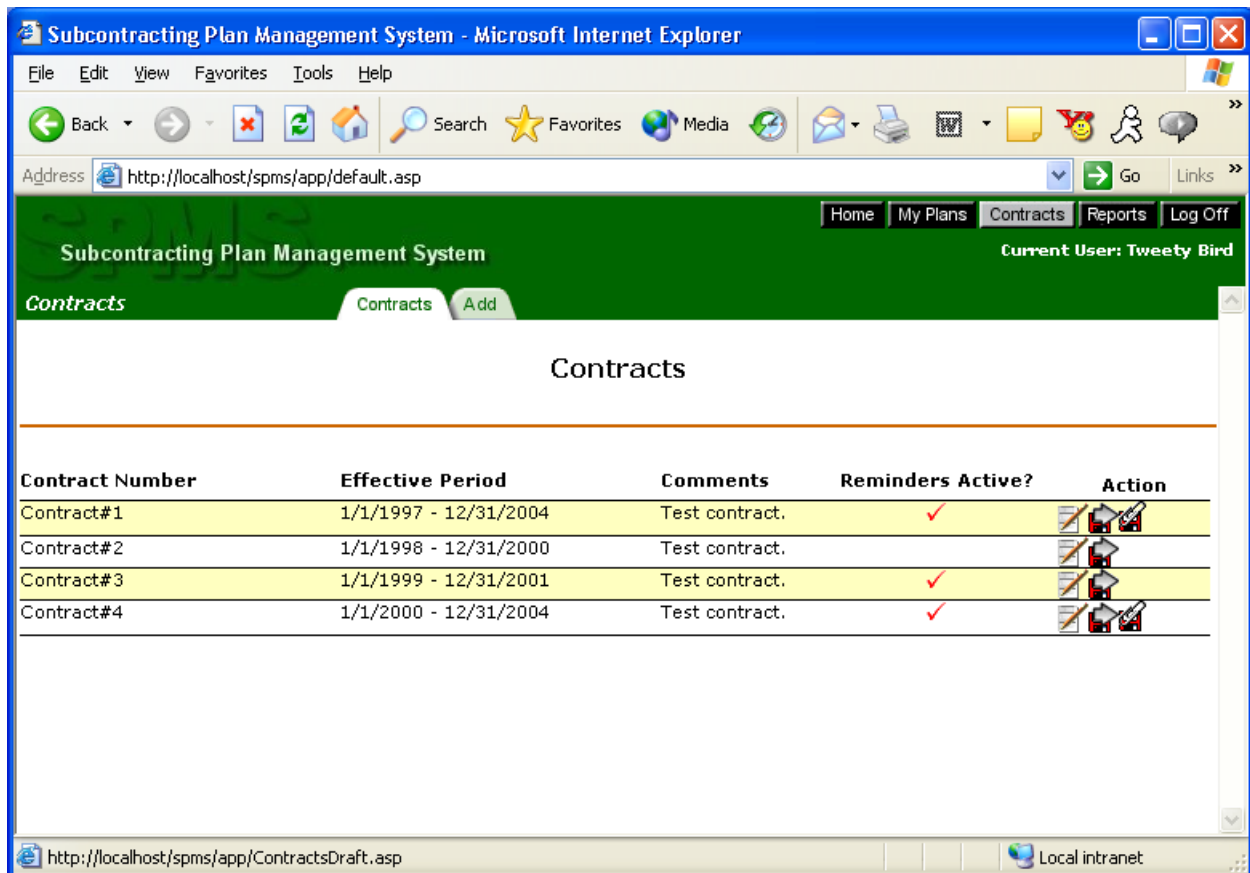 Subcontracting Plan Management System - Microsoft Internet Explorer
File Edit View Favorites Tools Help
Back Search Favorites Media W »
Address http://localhost/spms/app/default.asp Go Links »
SPMS
Home My Plans Contracts Reports Log Off
Subcontracting Plan Management System Current User: Tweety Bird
Contracts Contracts Add
Contracts
Contract Number Effective Period Comments Reminders Active? Action
Contract#1 1/1/1997 - 12/31/2004 Test contract. ✓
Contract#2 1/1/1998 - 12/31/2000 Test contract.
Contract#3 1/1/1999 - 12/31/2001 Test contract. ✓
Contract#4 1/1/2000 - 12/31/2004 Test contract. ✓
http://localhost/spms/app/ContractsDraft.asp Local intranet